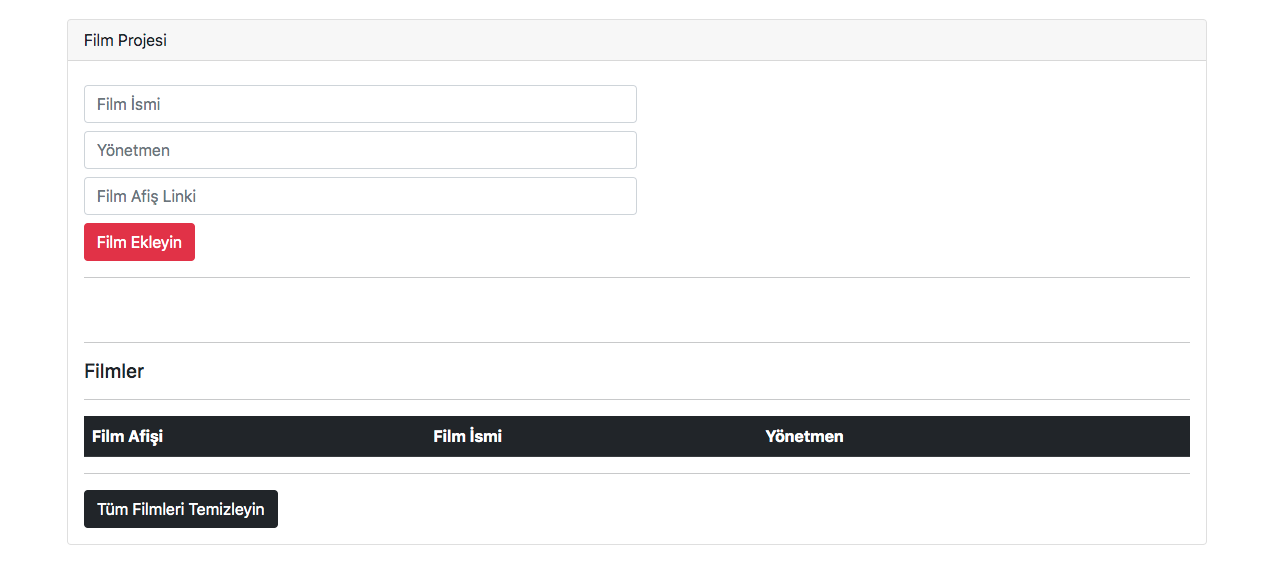 Film Projesi
Film İsmi
Yönetmen
Film Afiş Linki
Film Ekleyin
Filmler
Film Afişi Film İsmi Yönetmen
Tüm Filmleri Temizleyin